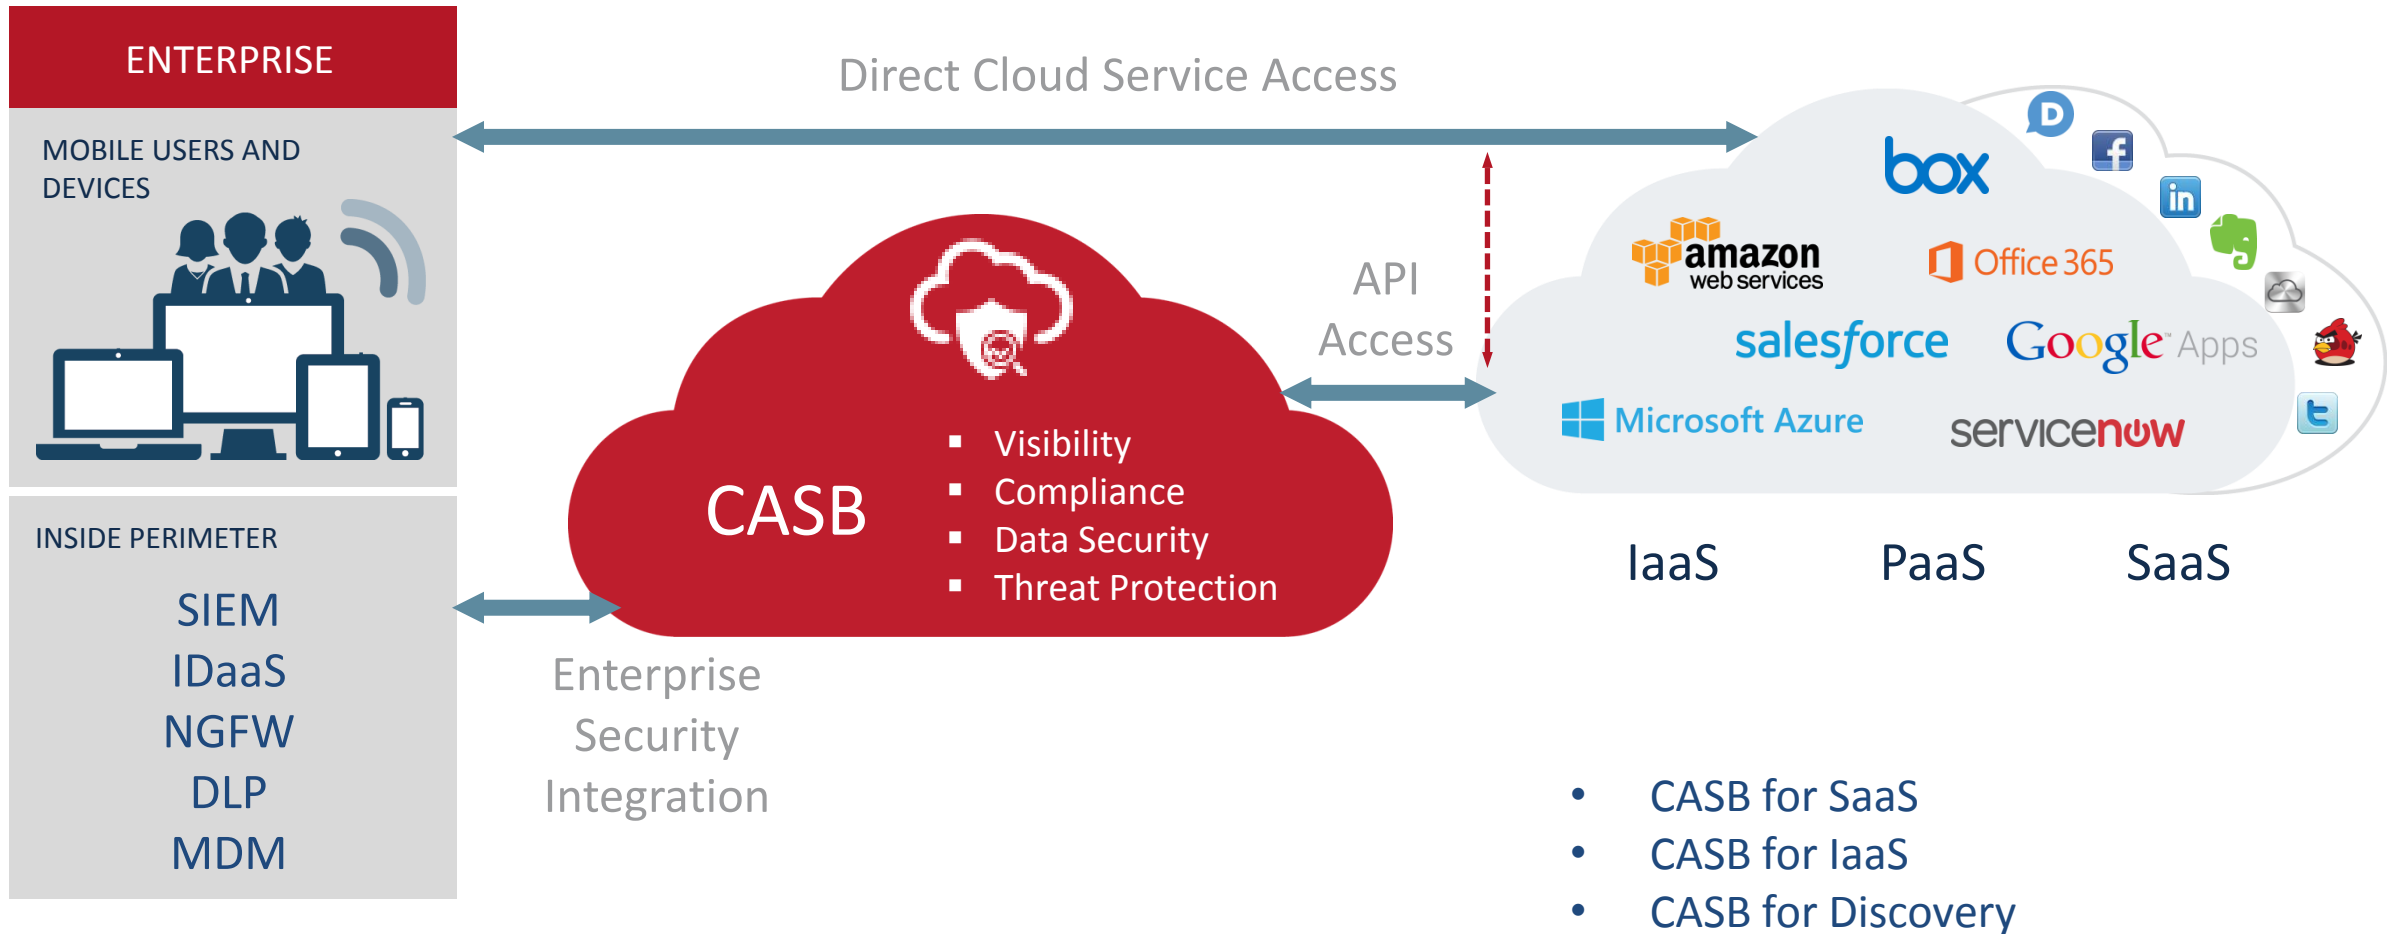 ENTERPRISE
MOBILE USERS AND
DEVICES
INSIDE PERIMETER
SIEM
IDaaS
NGFW
DLP
MDM
Direct Cloud Service Access
API
Access
CASB
▪ Visibility
▪ Compliance
▪ Data Security
▪ Threat Protection
Enterprise
Security
Integration
D
f
box
in
amazon
web services
Office 365
salesforce
Google™ Apps
Microsoft Azure
servicenow
t
IaaS PaaS SaaS
• CASB for SaaS
• CASB for IaaS
• CASB for Discovery